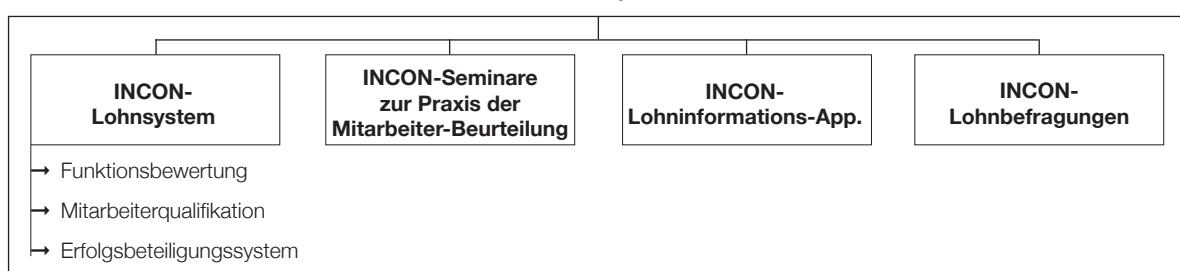 INCON-
Lohnsystem
INCON-Seminare
zur Praxis der
Mitarbeiter-Beurteilung
INCON-
Lohninformations-App.
INCON-
Lohnbefragungen
→ Funktionsbewertung
→ Mitarbeiterqualifikation
→ Erfolgsbeteiligungssystem